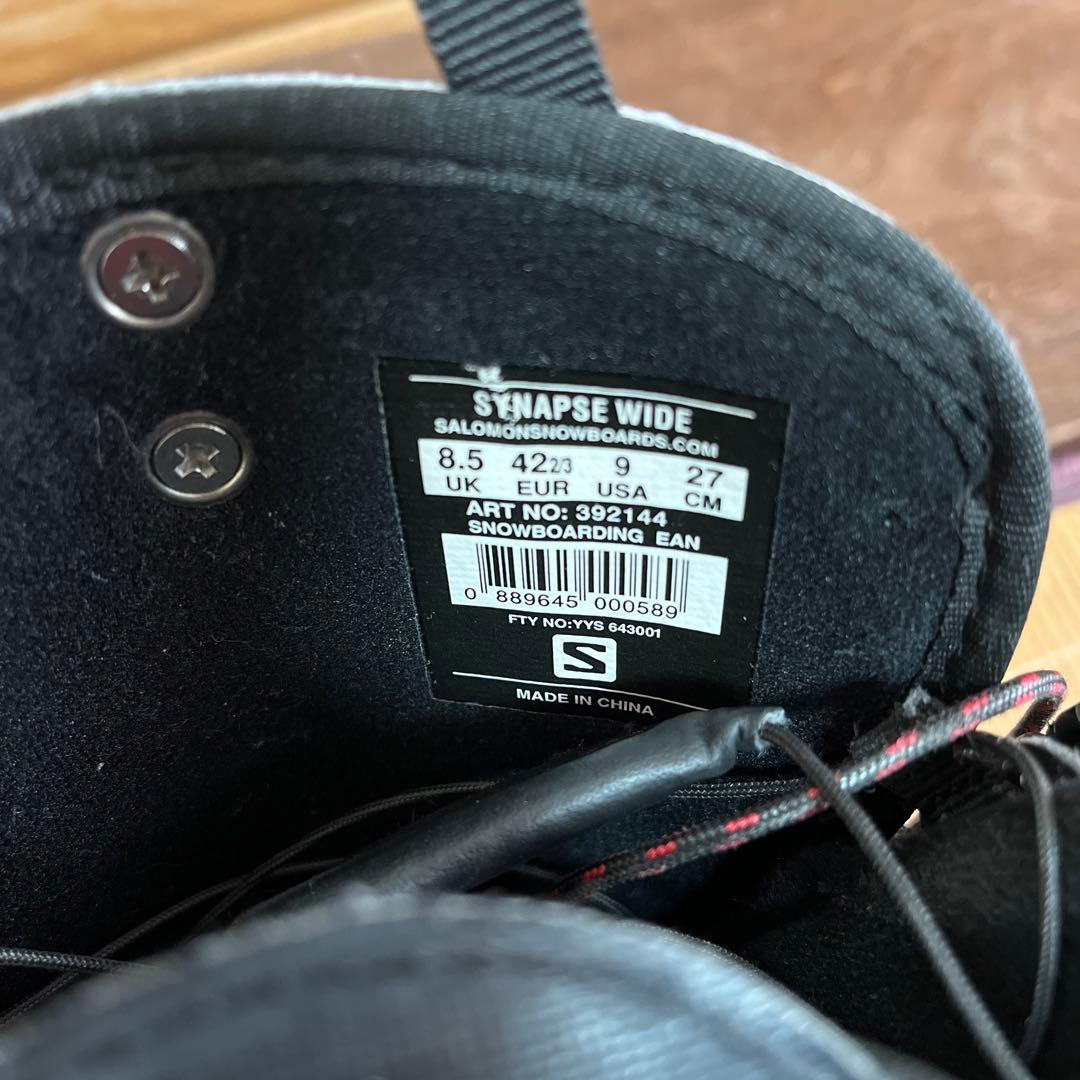 SYNAPSE WIDE
SALOMONSNOWBOARDS.COM
8.5 42 2/3 9 27
UK EUR USA CM
ART NO: 392144
SNOWBOARDING EAN
0 889645 000589
FTY NO:YYS 643001
S
MADE IN CHINA